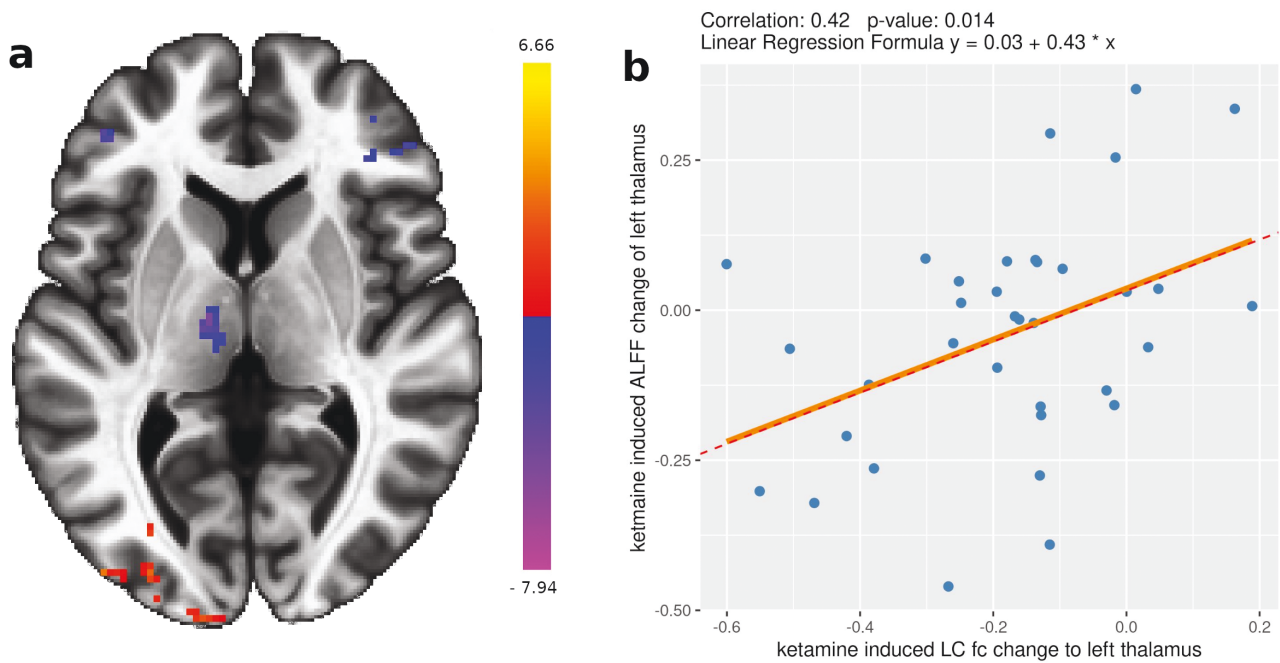 a
6.66
- 7.94
b
Correlation: 0.42   p-value: 0.014
Linear Regression Formula y = 0.03 + 0.43 * x
ketmaine induced ALFF change of left thalamus
0.25
0.00
-0.25
-0.50
-0.6
-0.4
-0.2
0.0
0.2
ketamine induced LC fc change to left thalamus